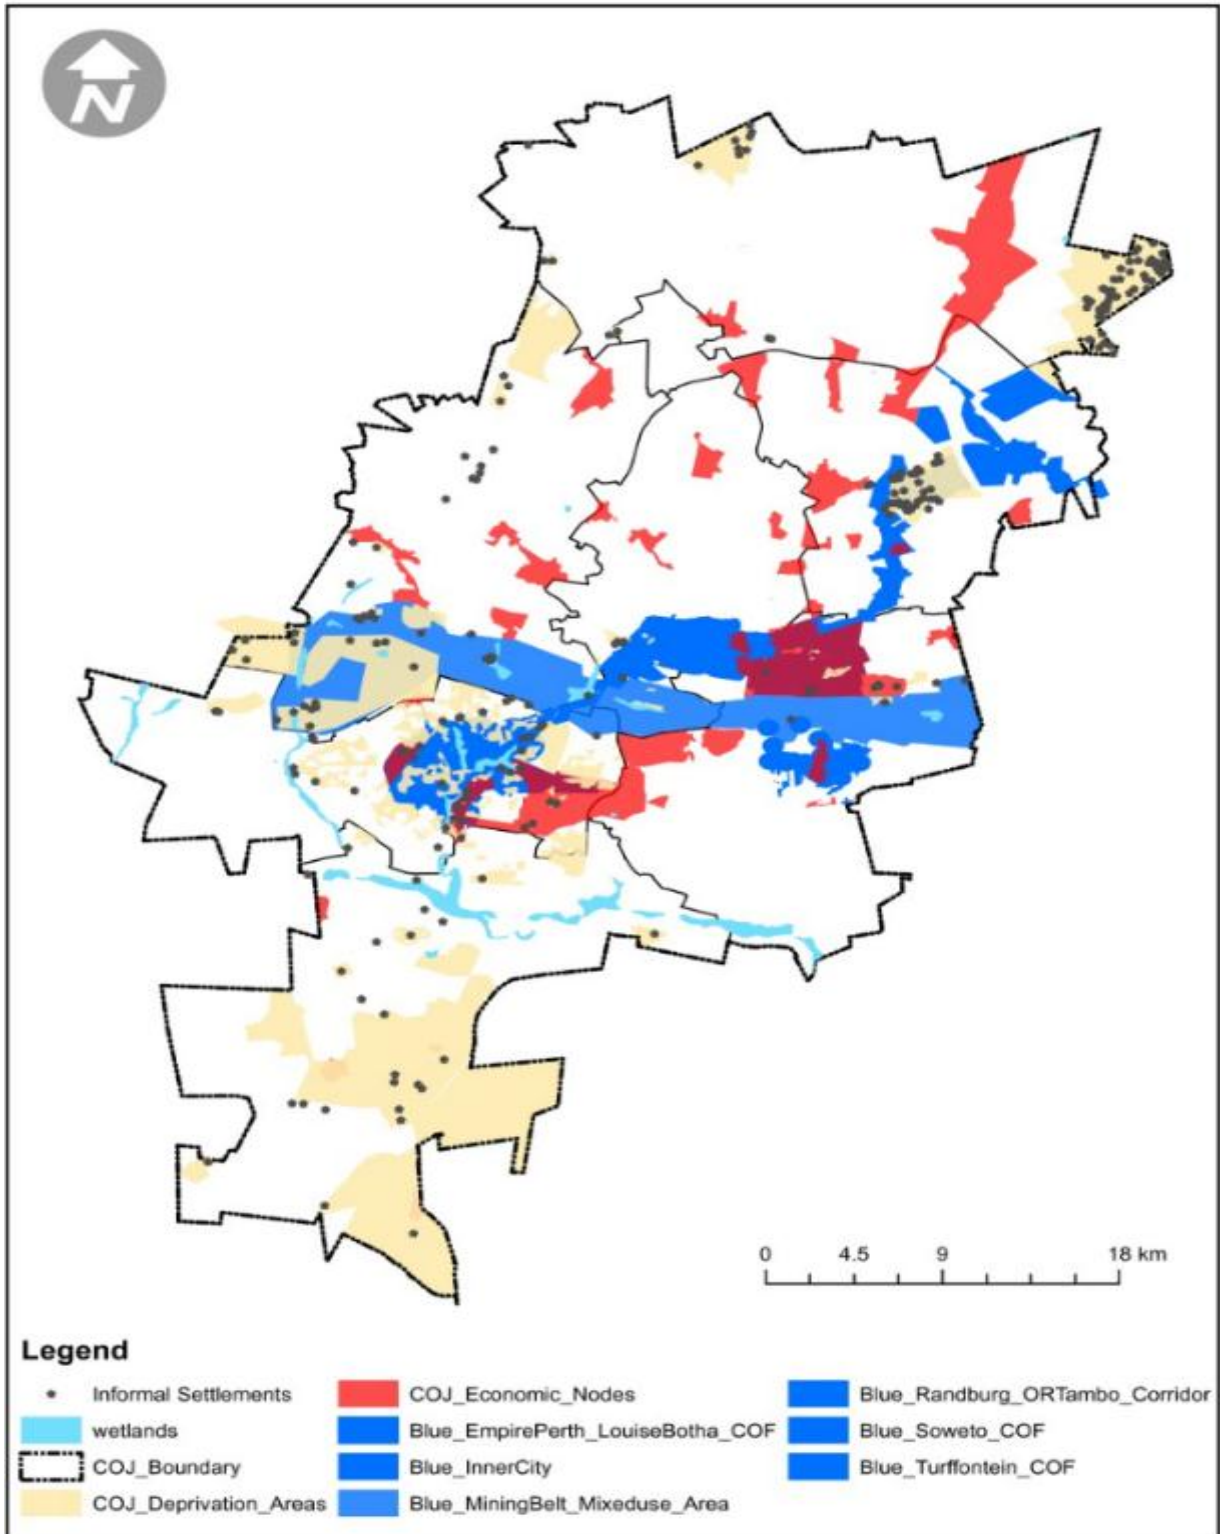 N
0 4.5 9 18 km
Legend
Informal Settlements
wetlands
COJ_Boundary
COJ_Deprivation_Areas
COJ_Economic_Nodes
Blue_EmpirePerth_LouiseBotha_COF
Blue_InnerCity
Blue_MiningBelt_Mixeduse_Area
Blue_Randburg_ORTambo_Corridor
Blue_Soweto_COF
Blue_Turffontein_COF